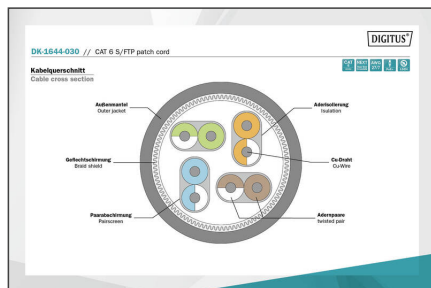 DIGITUS®
DK-1644-030 // CAT 6 S/FTP patch cord
Kabelquerschnitt
Cable cross section
Außenmantel
Outer jacket
Aderisolierung
Insulation
Geflechtschirmung
Braid shield
Cu-Draht
Cu-Wire
Paarabschirmung
Pairscreen
Adernpaare
twisted pair